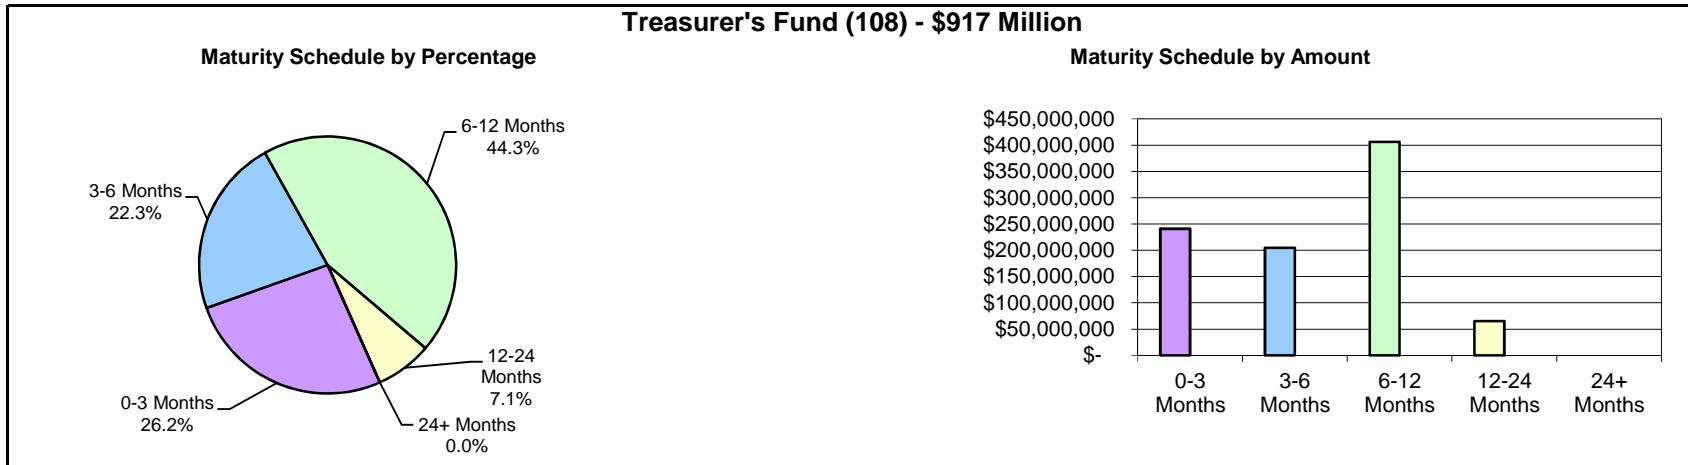 Treasurer's Fund (108) - $917 Million
Maturity Schedule by Percentage
6-12 Months
44.3%
3-6 Months
22.3%
12-24
Months
7.1%
0-3 Months
26.2%
24+ Months
0.0%
Maturity Schedule by Amount
$450,000,000
$400,000,000
$350,000,000
$300,000,000
$250,000,000
$200,000,000
$150,000,000
$100,000,000
$50,000,000
$-
0-3
Months
3-6
Months
6-12
Months
12-24
Months
24+
Months